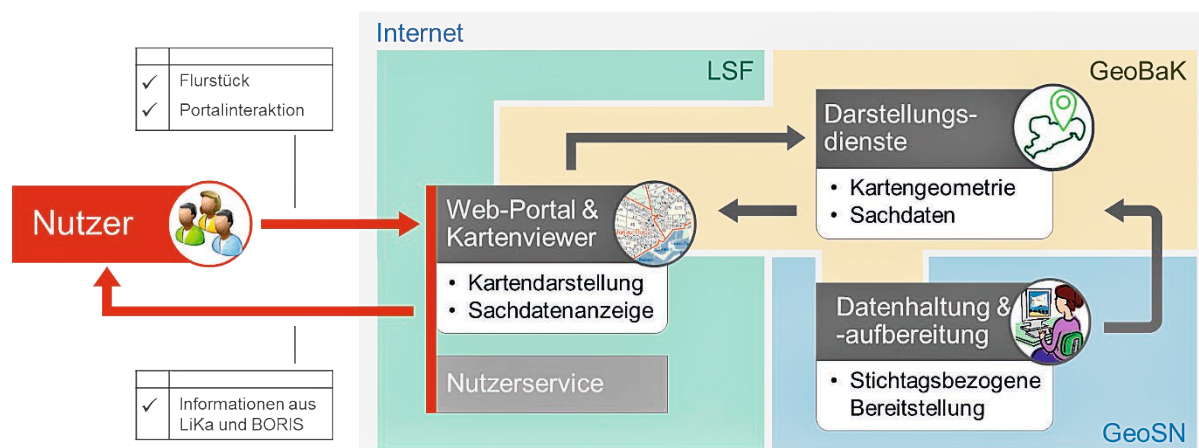 Internet
LSF
GeoBaK
✓ Flurstück
✓ Portalinteraktion
Nutzer
Web-Portal &
Kartenviewer
• Kartendarstellung
• Sachdatenanzeige
Nutzerservice
Darstellungs-
dienste
• Kartengeometrie
• Sachdaten
Datenhaltung &
-aufbereitung
• Stichtagsbezogene
Bereitstellung
GeoSN
✓ Informationen aus
LiKa und BORIS